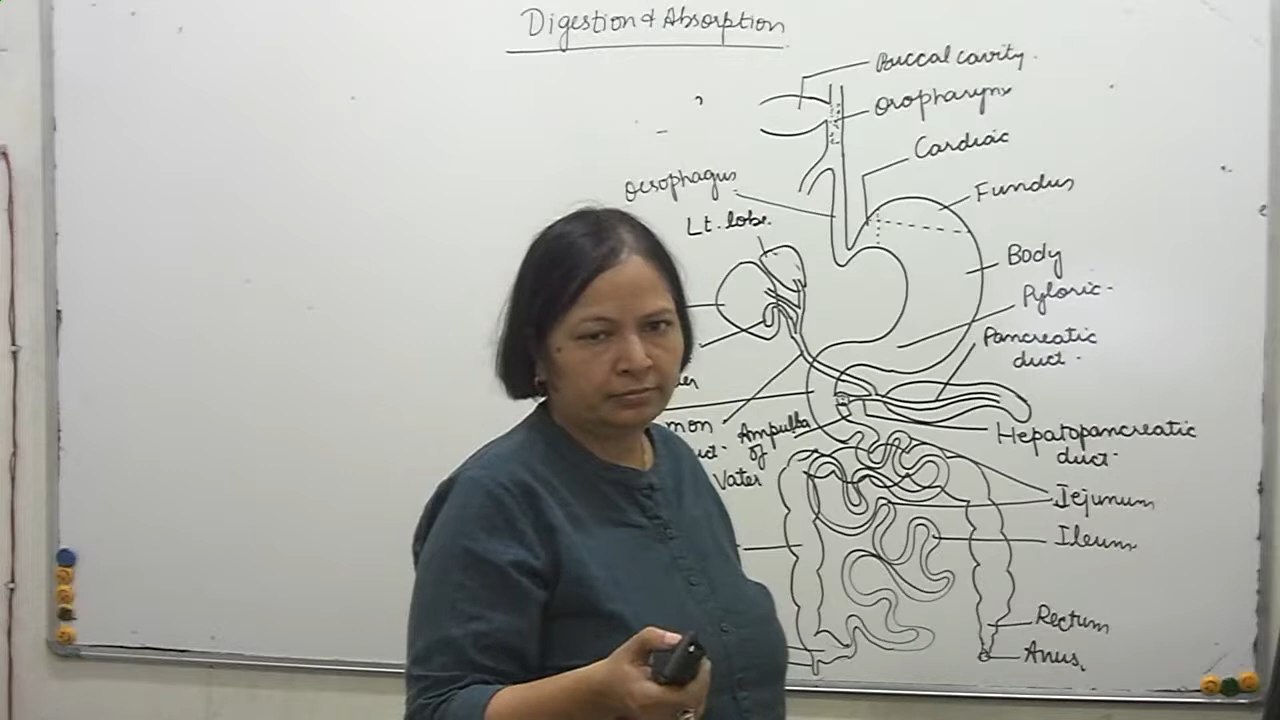 Digestion & Absorption
Buccal cavity
Oropharynx
Cardiac
Oesophagus
Fundus
Lt. lobe
Body
Pyloric
Pancreatic
duct
mon
Ampulla
of
Vater
Hepatopancreatic
duct
Jejunum
Ileum
Rectum
Anus